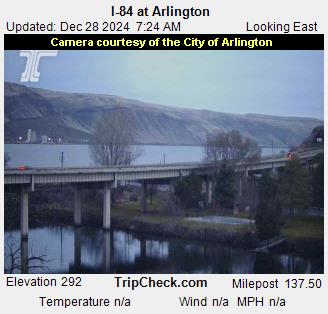 I-84 at Arlington
Updated: Dec 28 2024 7:24 AM Looking East
Camera courtesy of the City of Arlington
Elevation 292 TripCheck.com Milepost 137.50
Temperature n/a Wind n/a MPH n/a